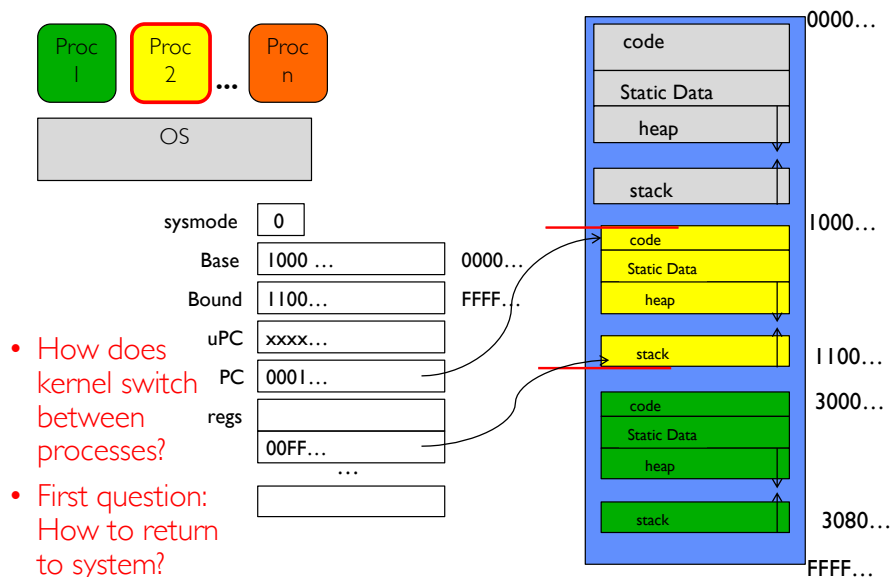 Proc
1
Proc
2
...
Proc
n
OS
sysmode
0
Base
1000 ...
0000...
Bound
1100...
FFFF...
uPC
xxxx...
PC
0001...
regs
00FF...
...
• How does
kernel switch
between
processes?
• First question:
How to return
to system?
0000...
code
Static Data
heap
stack
1000...
code
Static Data
heap
stack
1100...
3000...
code
Static Data
heap
stack
3080...
FFFF...